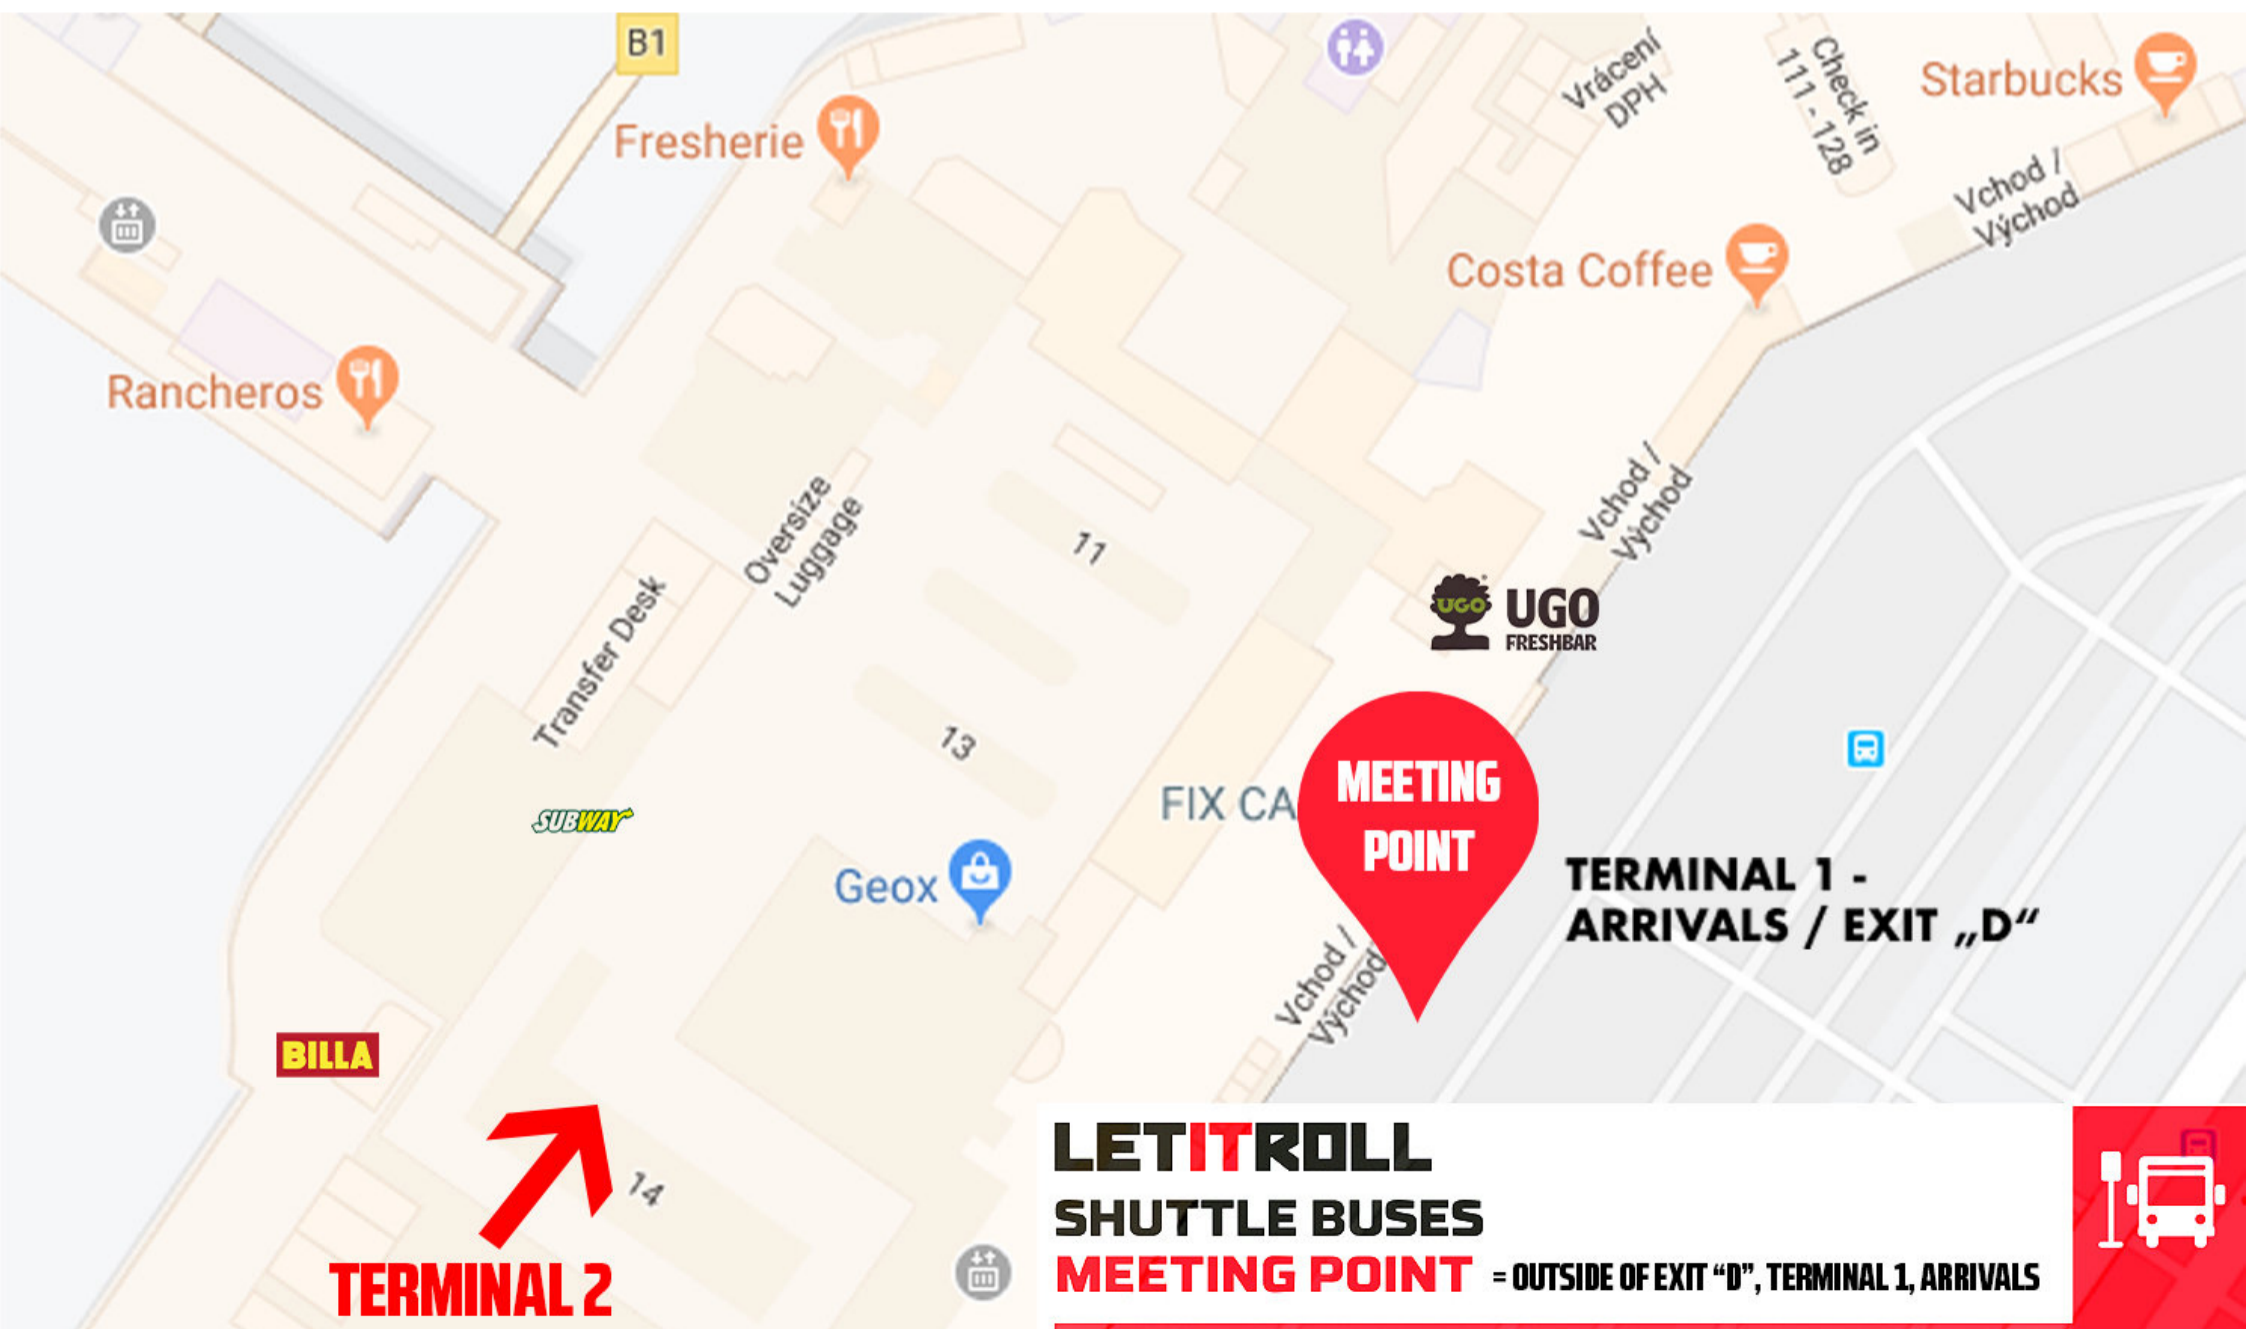 B1
Fresherie
Vrácení
DPH
Check in
111 - 128
Starbucks
Vchod /
Východ
Costa Coffee
Rancheros
Vchod /
Východ
Oversize
Luggage
11
UGO
UGO
FRESHBAR
Transfer Desk
13
SUBWAY
FIX CA
MEETING
POINT
Geox
TERMINAL 1 -
ARRIVALS / EXIT „D“
Vchod /
Východ
BILLA
14
TERMINAL 2
LETITROLL
SHUTTLE BUSES
MEETING POINT = OUTSIDE OF EXIT “D”, TERMINAL 1, ARRIVALS